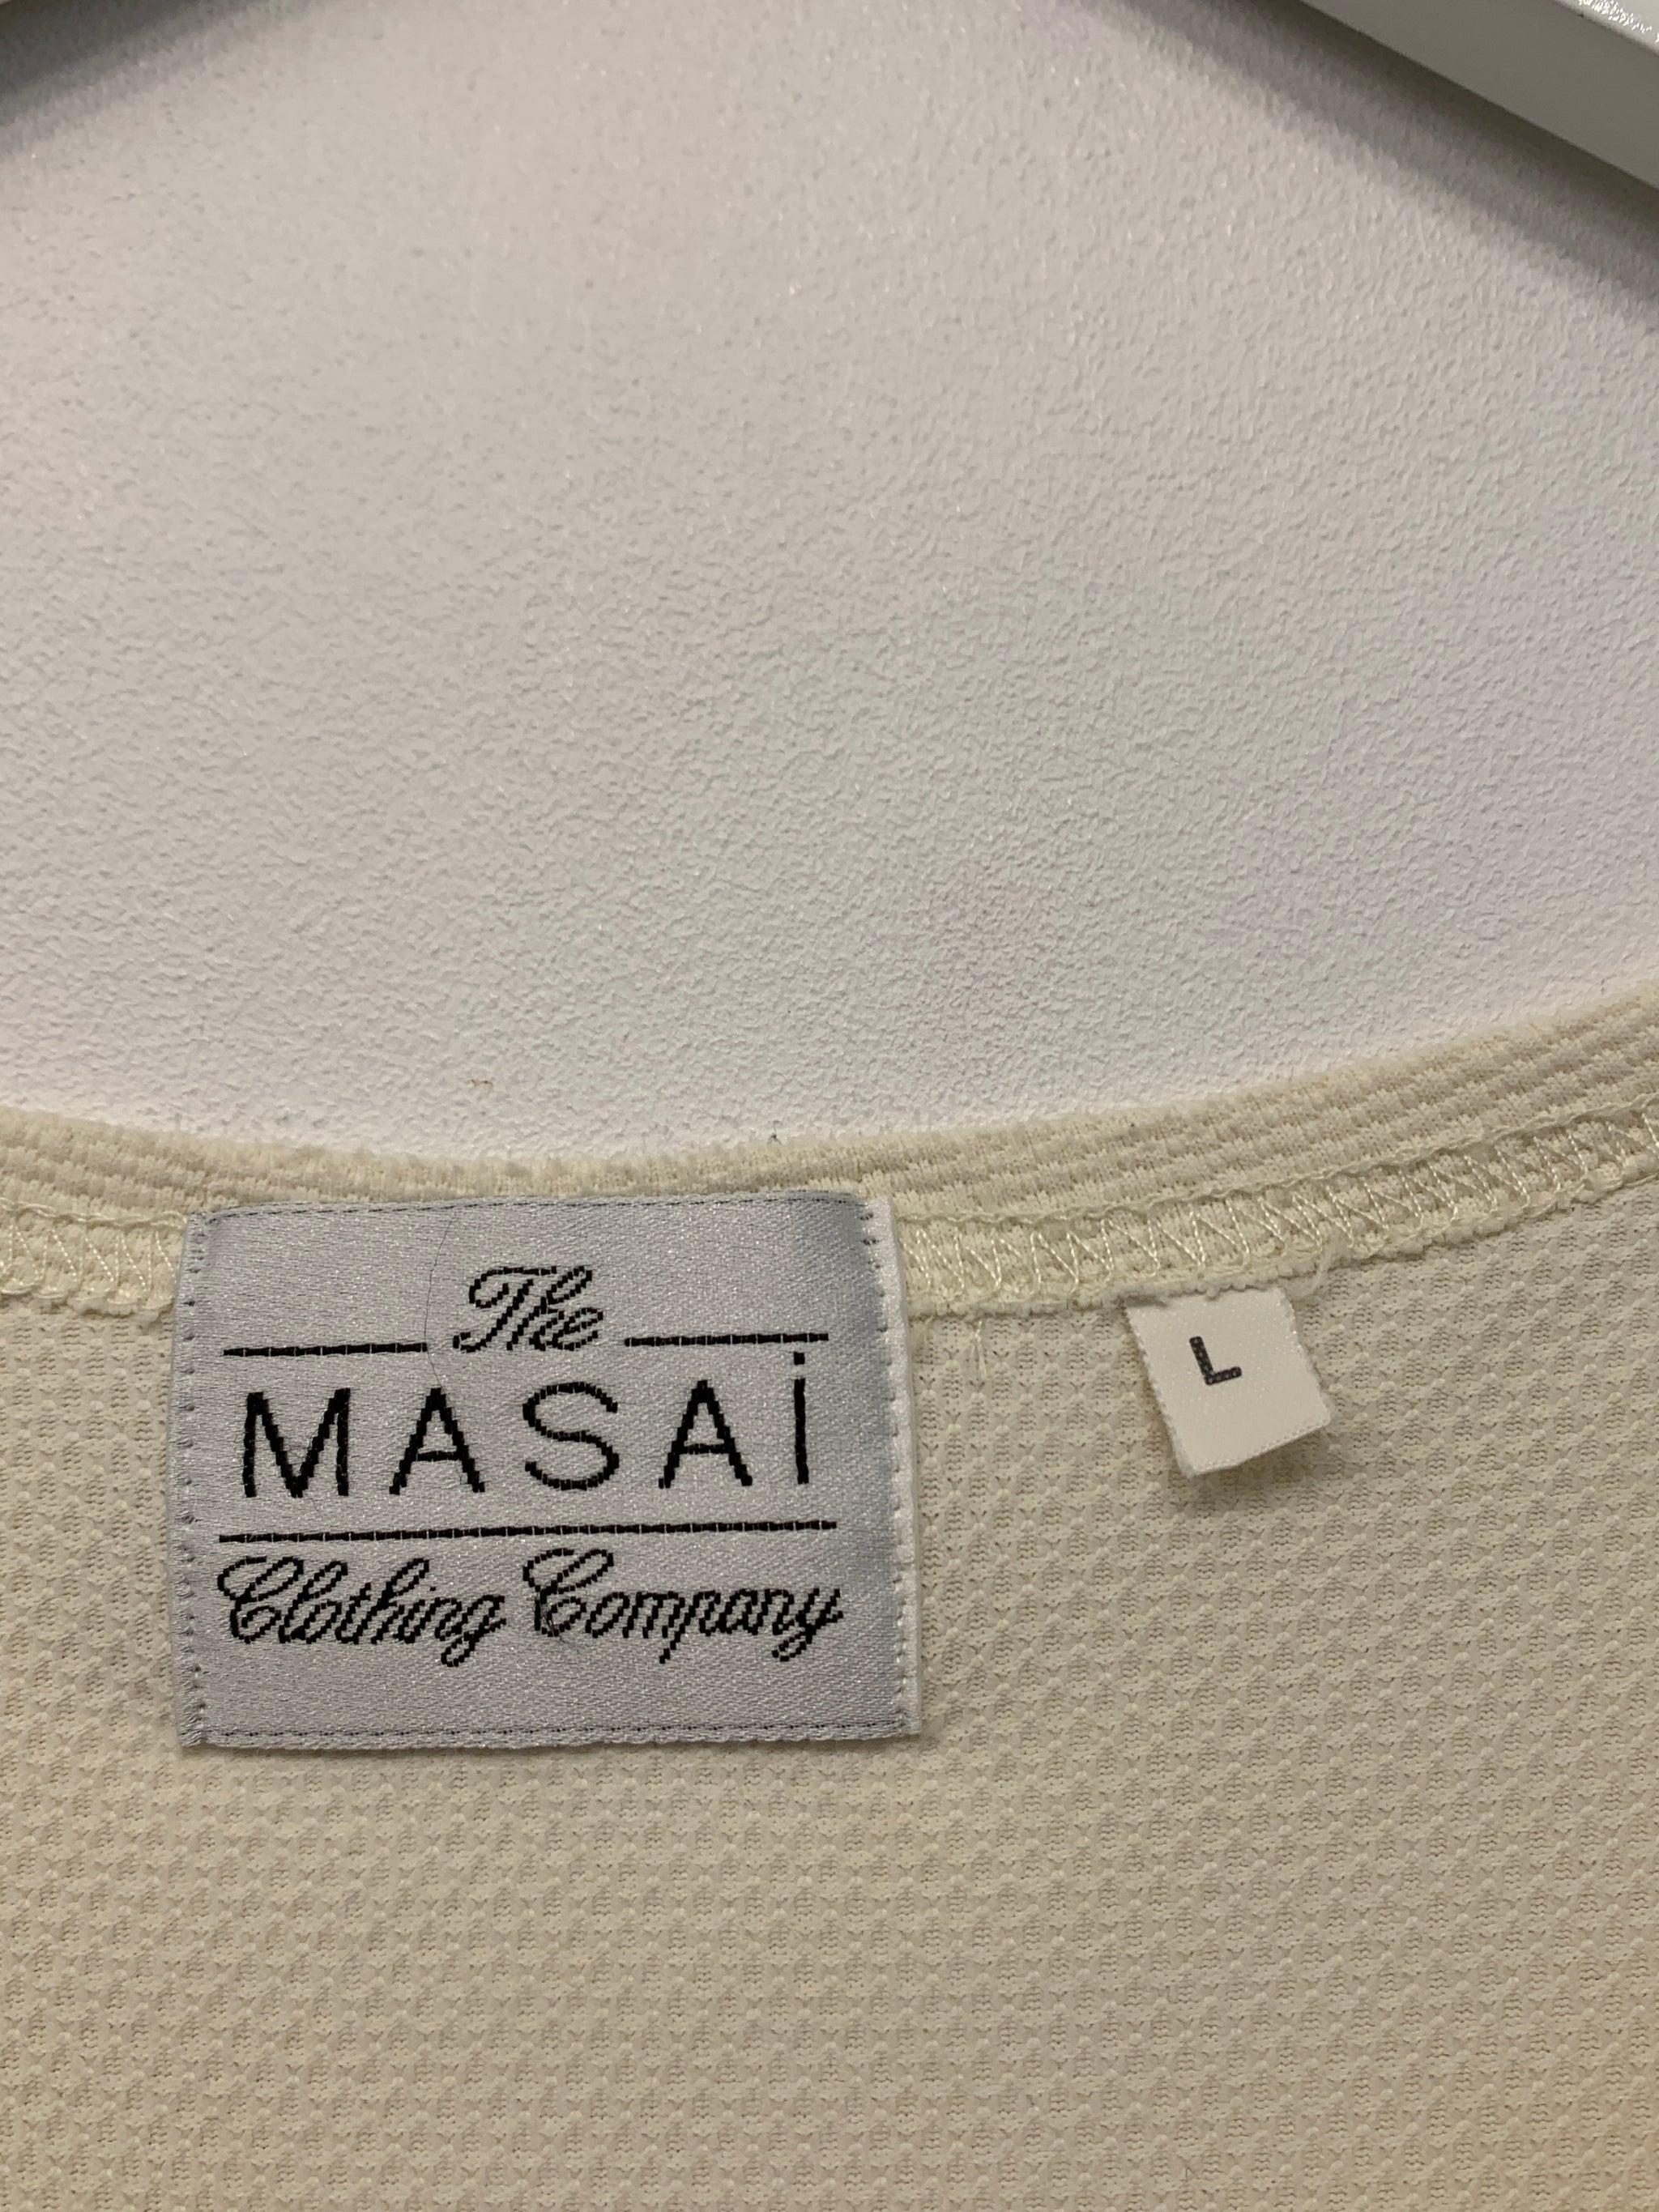 The
MASAi
Clothing Company
L